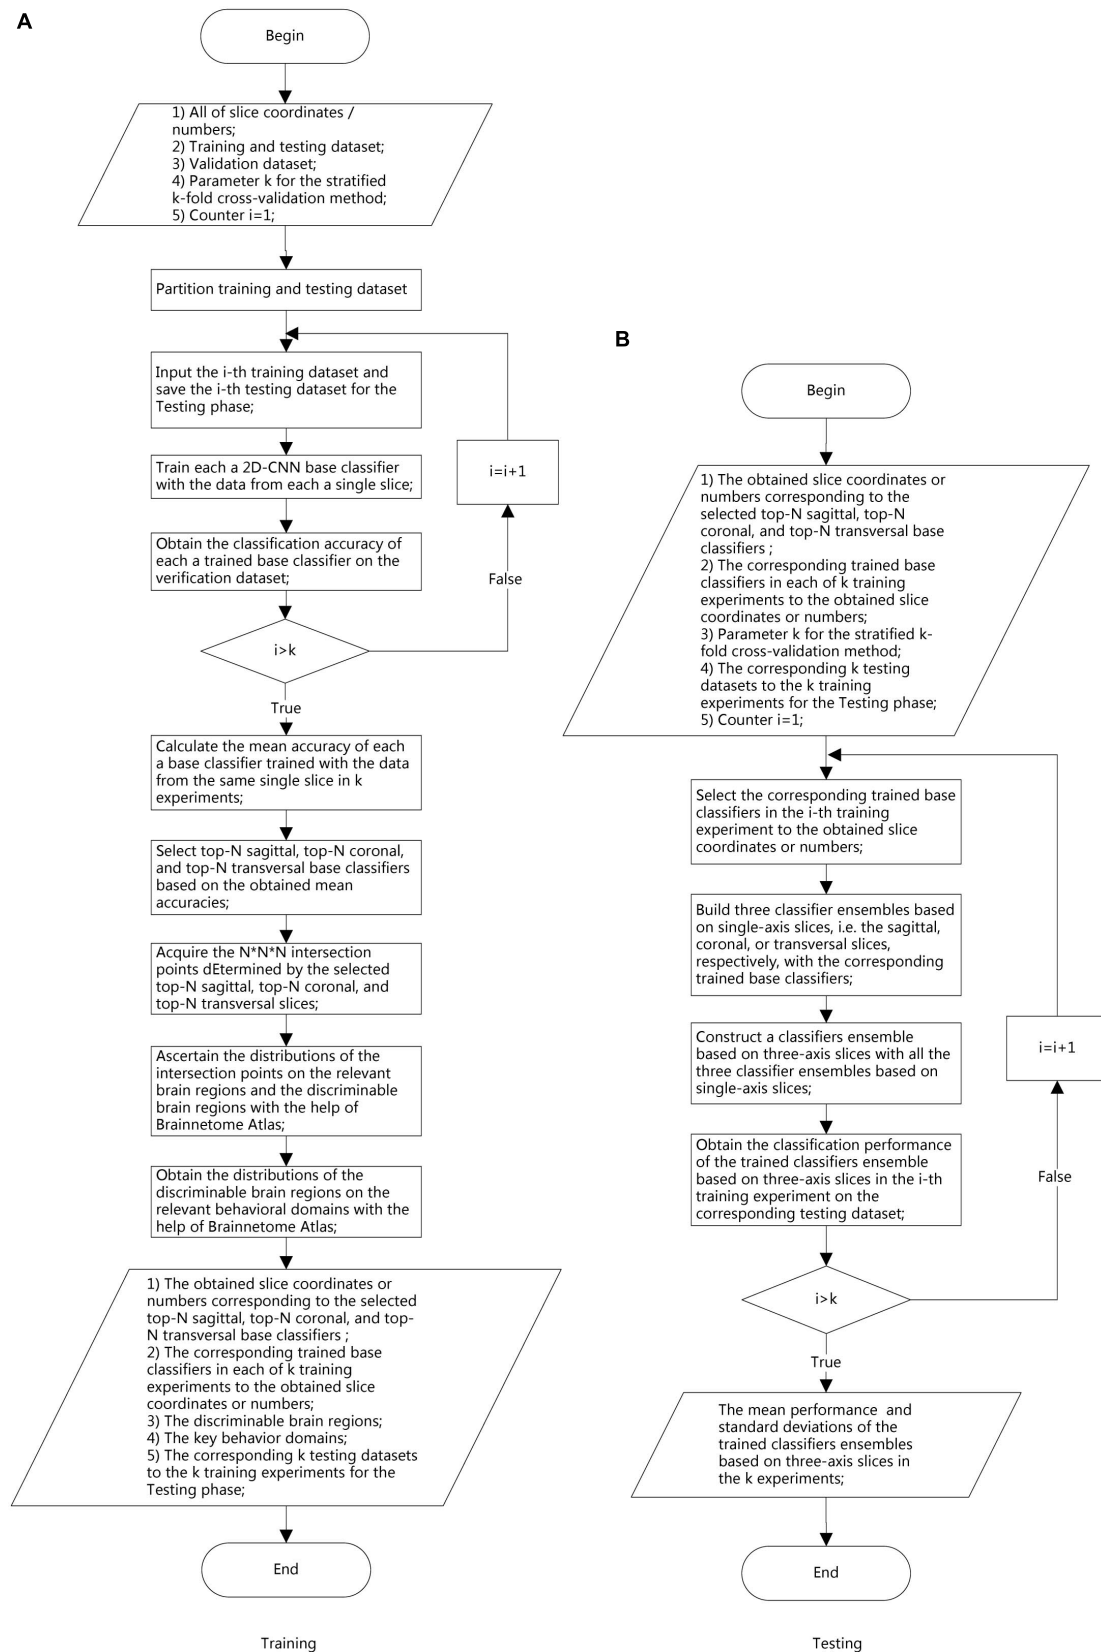 A
Begin
1) All of slice coordinates /
numbers;
2) Training and testing dataset;
3) Validation dataset;
4) Parameter k for the stratified
k-fold cross-validation method;
5) Counter i=1;
Partition training and testing dataset
Input the i-th training dataset and
save the i-th testing dataset for the
Testing phase;
Train each a 2D-CNN base classifier
with the data from each a single slice;
Obtain the classification accuracy of
each a trained base classifier on the
verification dataset;
i=i+1
False
i>k
True
Calculate the mean accuracy of each
a base classifier trained with the data
from the same single slice in k
experiments;
Select top-N sagittal, top-N coronal,
and top-N transversal base classifiers
based on the obtained mean
accuracies;
Acquire the N*N*N intersection
points dEtermined by the selected
top-N sagittal, top-N coronal, and
top-N transversal slices;
Ascertain the distributions of the
intersection points on the relevant
brain regions and the discriminable
brain regions with the help of
Brainnetome Atlas;
Obtain the distributions of the
discriminable brain regions on the
relevant behavioral domains with the
help of Brainnetome Atlas;
1) The obtained slice coordinates or
numbers corresponding to the selected
top-N sagittal, top-N coronal, and top-
N transversal base classifiers ;
2) The corresponding trained base
classifiers in each of k training
experiments to the obtained slice
coordinates or numbers;
3) The discriminable brain regions;
4) The key behavior domains;
5) The corresponding k testing datasets
to the k training experiments for the
Testing phase;
End
Training
B
Begin
1) The obtained slice coordinates or
numbers corresponding to the
selected top-N sagittal, top-N
coronal, and top-N transversal base
classifiers ;
2) The corresponding trained base
classifiers in each of k training
experiments to the obtained slice
coordinates or numbers;
3) Parameter k for the stratified k-
fold cross-validation method;
4) The corresponding k testing
datasets to the k training
experiments for the Testing phase;
5) Counter i=1;
Select the corresponding trained base
classifiers in the i-th training
experiment to the obtained slice
coordinates or numbers;
Build three classifier ensembles based
on single-axis slices, i.e. the sagittal,
coronal, or transversal slices,
respectively, with the corresponding
trained base classifiers;
Construct a classifiers ensemble
based on three-axis slices with all the
three classifier ensembles based on
single-axis slices;
Obtain the classification performance
of the trained classifiers ensemble
based on three-axis slices in the i-th
training experiment on the
corresponding testing dataset;
i=i+1
False
i>k
True
The mean performance and
standard deviations of the
trained classifiers ensembles
based on three-axis slices in
the k experiments;
End
Testing